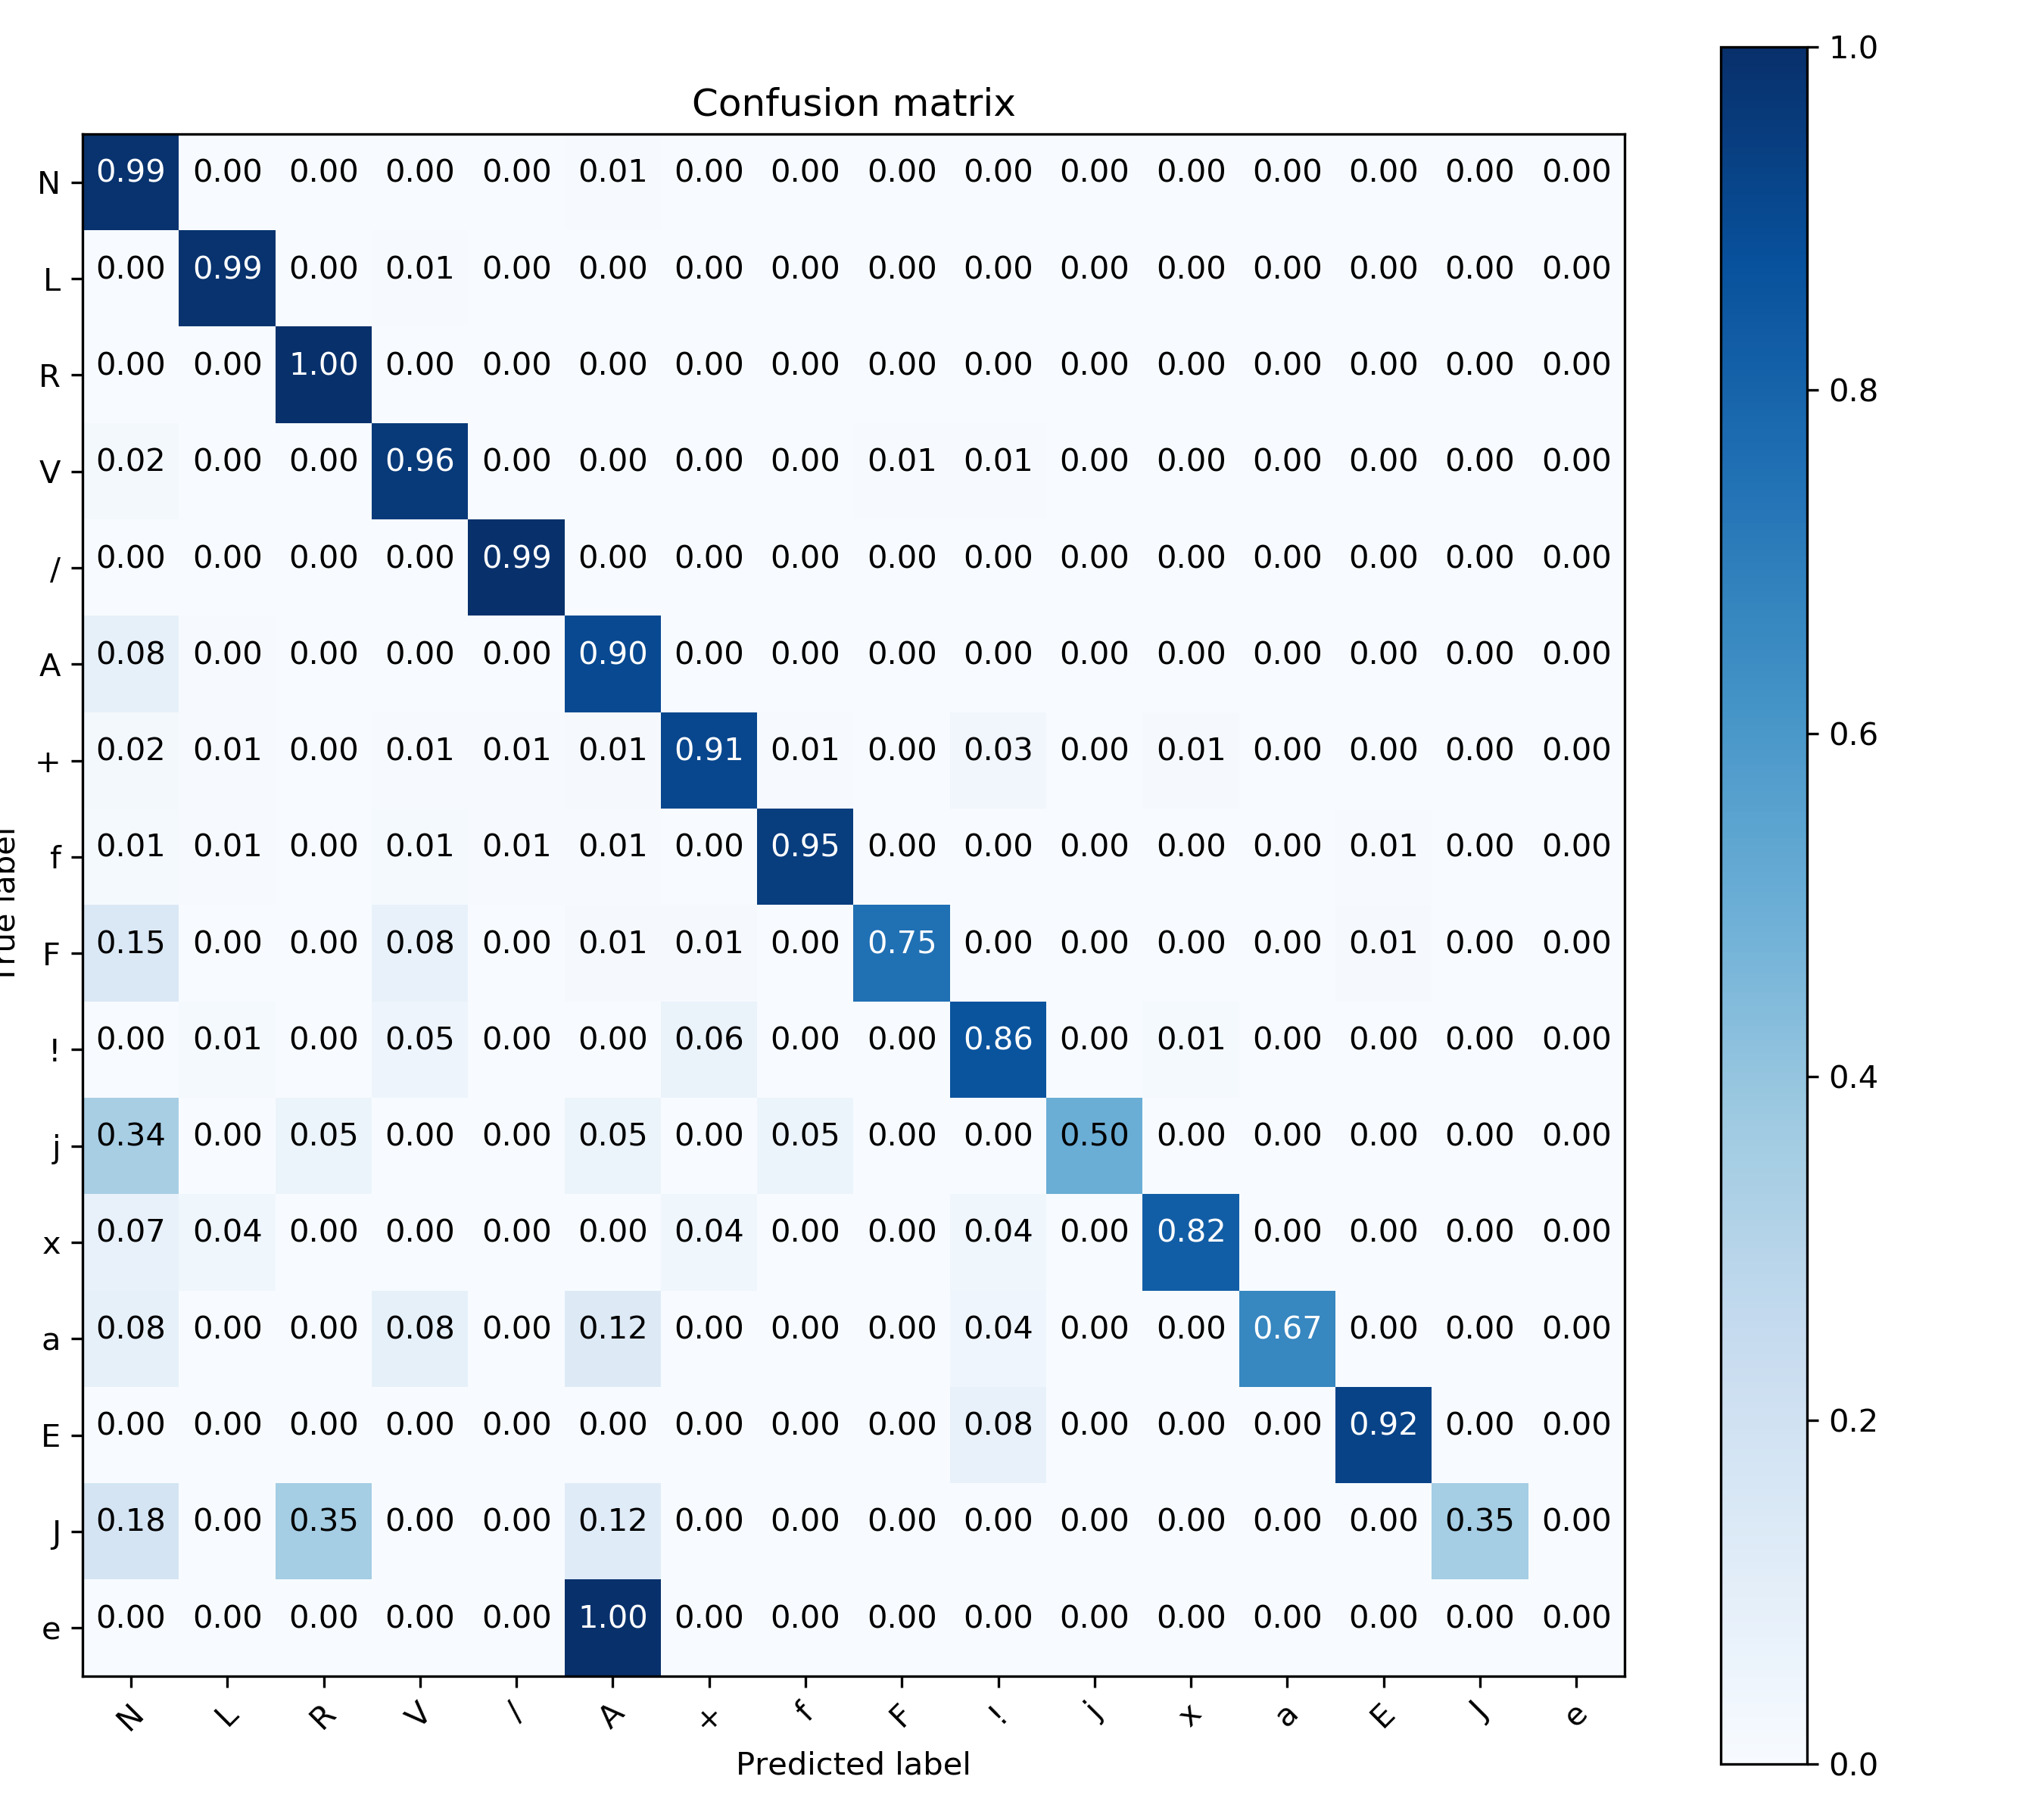 Confusion matrix
N 0.99 0.00 0.00 0.00 0.00 0.01 0.00 0.00 0.00 0.00 0.00 0.00 0.00 0.00 0.00 0.00
L 0.00 0.99 0.00 0.01 0.00 0.00 0.00 0.00 0.00 0.00 0.00 0.00 0.00 0.00 0.00 0.00
R 0.00 0.00 1.00 0.00 0.00 0.00 0.00 0.00 0.00 0.00 0.00 0.00 0.00 0.00 0.00 0.00
V 0.02 0.00 0.00 0.96 0.00 0.00 0.00 0.00 0.01 0.01 0.00 0.00 0.00 0.00 0.00 0.00
/ 0.00 0.00 0.00 0.00 0.99 0.00 0.00 0.00 0.00 0.00 0.00 0.00 0.00 0.00 0.00 0.00
A 0.08 0.00 0.00 0.00 0.00 0.90 0.00 0.00 0.00 0.00 0.00 0.00 0.00 0.00 0.00 0.00
+ 0.02 0.01 0.00 0.01 0.01 0.01 0.91 0.01 0.00 0.03 0.00 0.01 0.00 0.00 0.00 0.00
f 0.01 0.01 0.00 0.01 0.01 0.01 0.00 0.95 0.00 0.00 0.00 0.00 0.00 0.01 0.00 0.00
F 0.15 0.00 0.00 0.08 0.00 0.01 0.01 0.00 0.75 0.00 0.00 0.00 0.00 0.01 0.00 0.00
! 0.00 0.01 0.00 0.05 0.00 0.00 0.06 0.00 0.00 0.86 0.00 0.01 0.00 0.00 0.00 0.00
j 0.34 0.00 0.05 0.00 0.00 0.05 0.00 0.05 0.00 0.00 0.50 0.00 0.00 0.00 0.00 0.00
x 0.07 0.04 0.00 0.00 0.00 0.00 0.04 0.00 0.00 0.04 0.00 0.82 0.00 0.00 0.00 0.00
a 0.08 0.00 0.00 0.08 0.00 0.12 0.00 0.00 0.00 0.04 0.00 0.00 0.67 0.00 0.00 0.00
E 0.00 0.00 0.00 0.00 0.00 0.00 0.00 0.00 0.00 0.08 0.00 0.00 0.00 0.92 0.00 0.00
J 0.18 0.00 0.35 0.00 0.00 0.12 0.00 0.00 0.00 0.00 0.00 0.00 0.00 0.00 0.35 0.00
e 0.00 0.00 0.00 0.00 0.00 1.00 0.00 0.00 0.00 0.00 0.00 0.00 0.00 0.00 0.00 0.00
N L R V / A + f F ! j x a E J e
Predicted label
True label
1.0
0.8
0.6
0.4
0.2
0.0